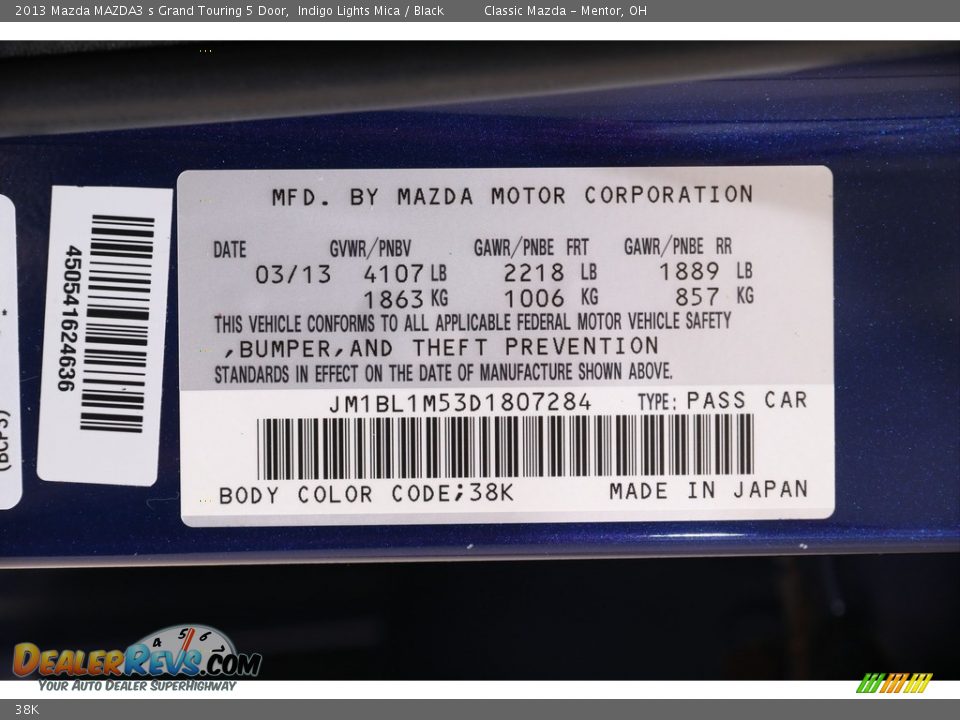 2013 Mazda MAZDA3 s Grand Touring 5 Door, Indigo Lights Mica / Black Classic Mazda – Mentor, OH
MFD. BY MAZDA MOTOR CORPORATION
DATE GVWR/PNBV GAWR/PNBE FRT GAWR/PNBE RR
03/13 4107 LB 2218 LB 1889 LB
1863 KG 1006 KG 857 KG
THIS VEHICLE CONFORMS TO ALL APPLICABLE FEDERAL MOTOR VEHICLE SAFETY
,BUMPER,AND THEFT PREVENTION
STANDARDS IN EFFECT ON THE DATE OF MANUFACTURE SHOWN ABOVE.
JM1BL1M53D1807284 TYPE: PASS CAR
BODY COLOR CODE;38K MADE IN JAPAN
450541624636
4 5 6
DEALERREVS.COM
YOUR AUTO DEALER SUPERHIGHWAY
38K